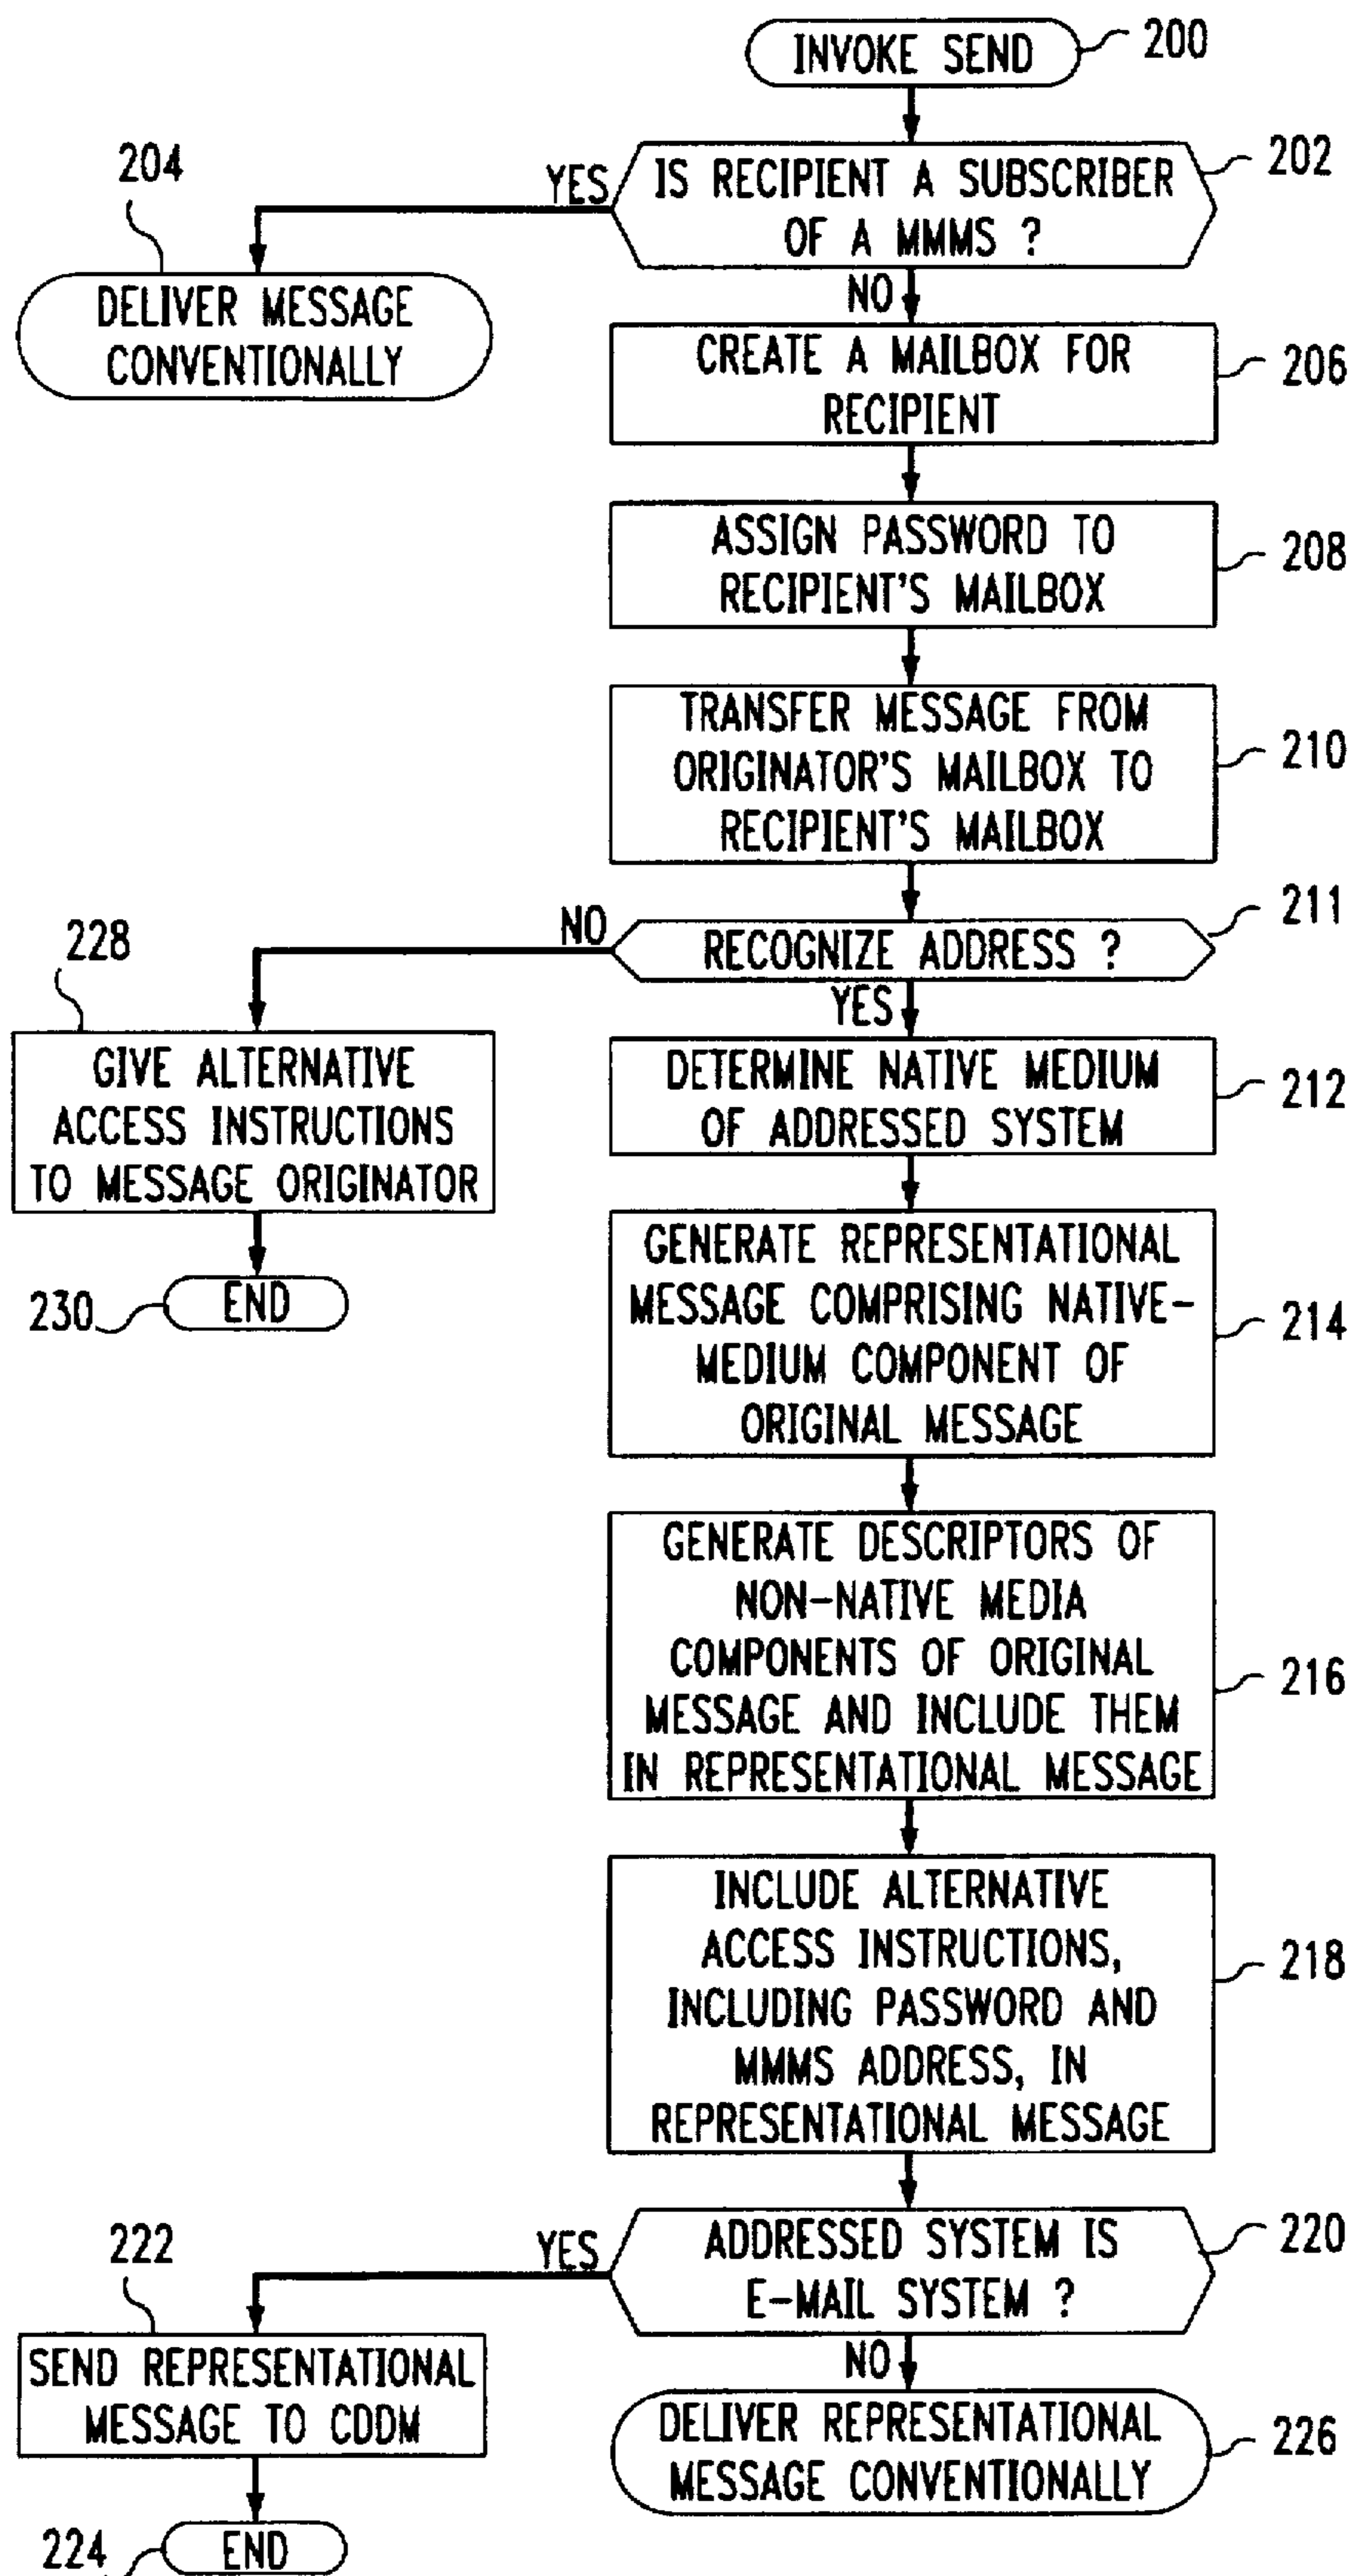 INVOKE SEND
200
IS RECIPIENT A SUBSCRIBER
OF A MMMS ?
202
YES
204
DELIVER MESSAGE
CONVENTIONALLY
NO
CREATE A MAILBOX FOR
RECIPIENT
206
ASSIGN PASSWORD TO
RECIPIENT'S MAILBOX
208
TRANSFER MESSAGE FROM
ORIGINATOR'S MAILBOX TO
RECIPIENT'S MAILBOX
210
RECOGNIZE ADDRESS ?
211
NO
228
GIVE ALTERNATIVE
ACCESS INSTRUCTIONS
TO MESSAGE ORIGINATOR
END
230
YES
DETERMINE NATIVE MEDIUM
OF ADDRESSED SYSTEM
212
GENERATE REPRESENTATIONAL
MESSAGE COMPRISING NATIVE-
MEDIUM COMPONENT OF
ORIGINAL MESSAGE
214
GENERATE DESCRIPTORS OF
NON-NATIVE MEDIA
COMPONENTS OF ORIGINAL
MESSAGE AND INCLUDE THEM
IN REPRESENTATIONAL MESSAGE
216
INCLUDE ALTERNATIVE
ACCESS INSTRUCTIONS,
INCLUDING PASSWORD AND
MMMS ADDRESS, IN
REPRESENTATIONAL MESSAGE
218
ADDRESSED SYSTEM IS
E-MAIL SYSTEM ?
220
YES
222
SEND REPRESENTATIONAL
MESSAGE TO CDDM
END
224
NO
DELIVER REPRESENTATIONAL
MESSAGE CONVENTIONALLY
226